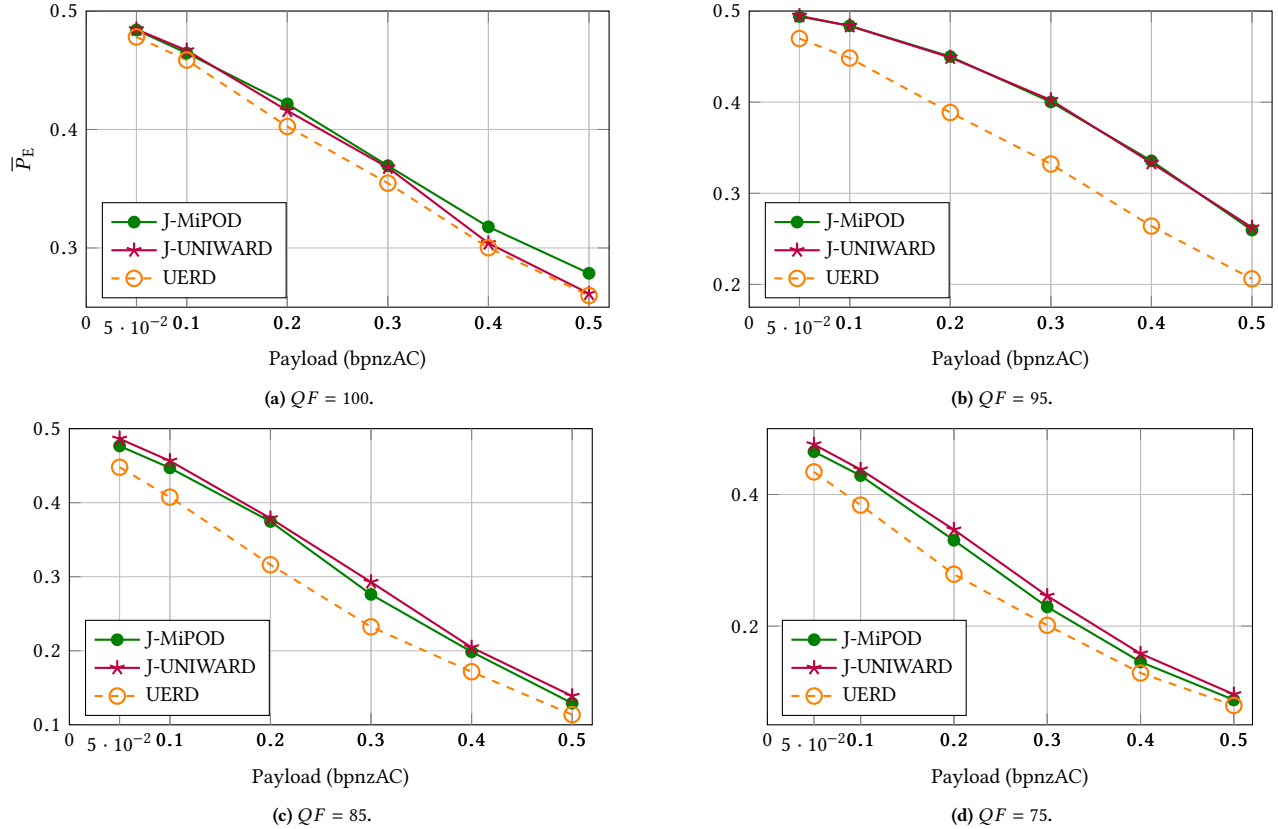 0.5
0.4
0.3
P̅_E
J-MiPOD
J-UNIWARD
UERD
0 5 · 10⁻² 0.1 0.2 0.3 0.4 0.5
Payload (bpnzAC)
(a) QF = 100.
0.5
0.4
0.3
0.2
J-MiPOD
J-UNIWARD
UERD
0 5 · 10⁻² 0.1 0.2 0.3 0.4 0.5
Payload (bpnzAC)
(b) QF = 95.
0.5
0.4
0.3
0.2
0.1
J-MiPOD
J-UNIWARD
UERD
0 5 · 10⁻² 0.1 0.2 0.3 0.4 0.5
Payload (bpnzAC)
(c) QF = 85.
0.4
0.2
J-MiPOD
J-UNIWARD
UERD
0 5 · 10⁻² 0.1 0.2 0.3 0.4 0.5
Payload (bpnzAC)
(d) QF = 75.